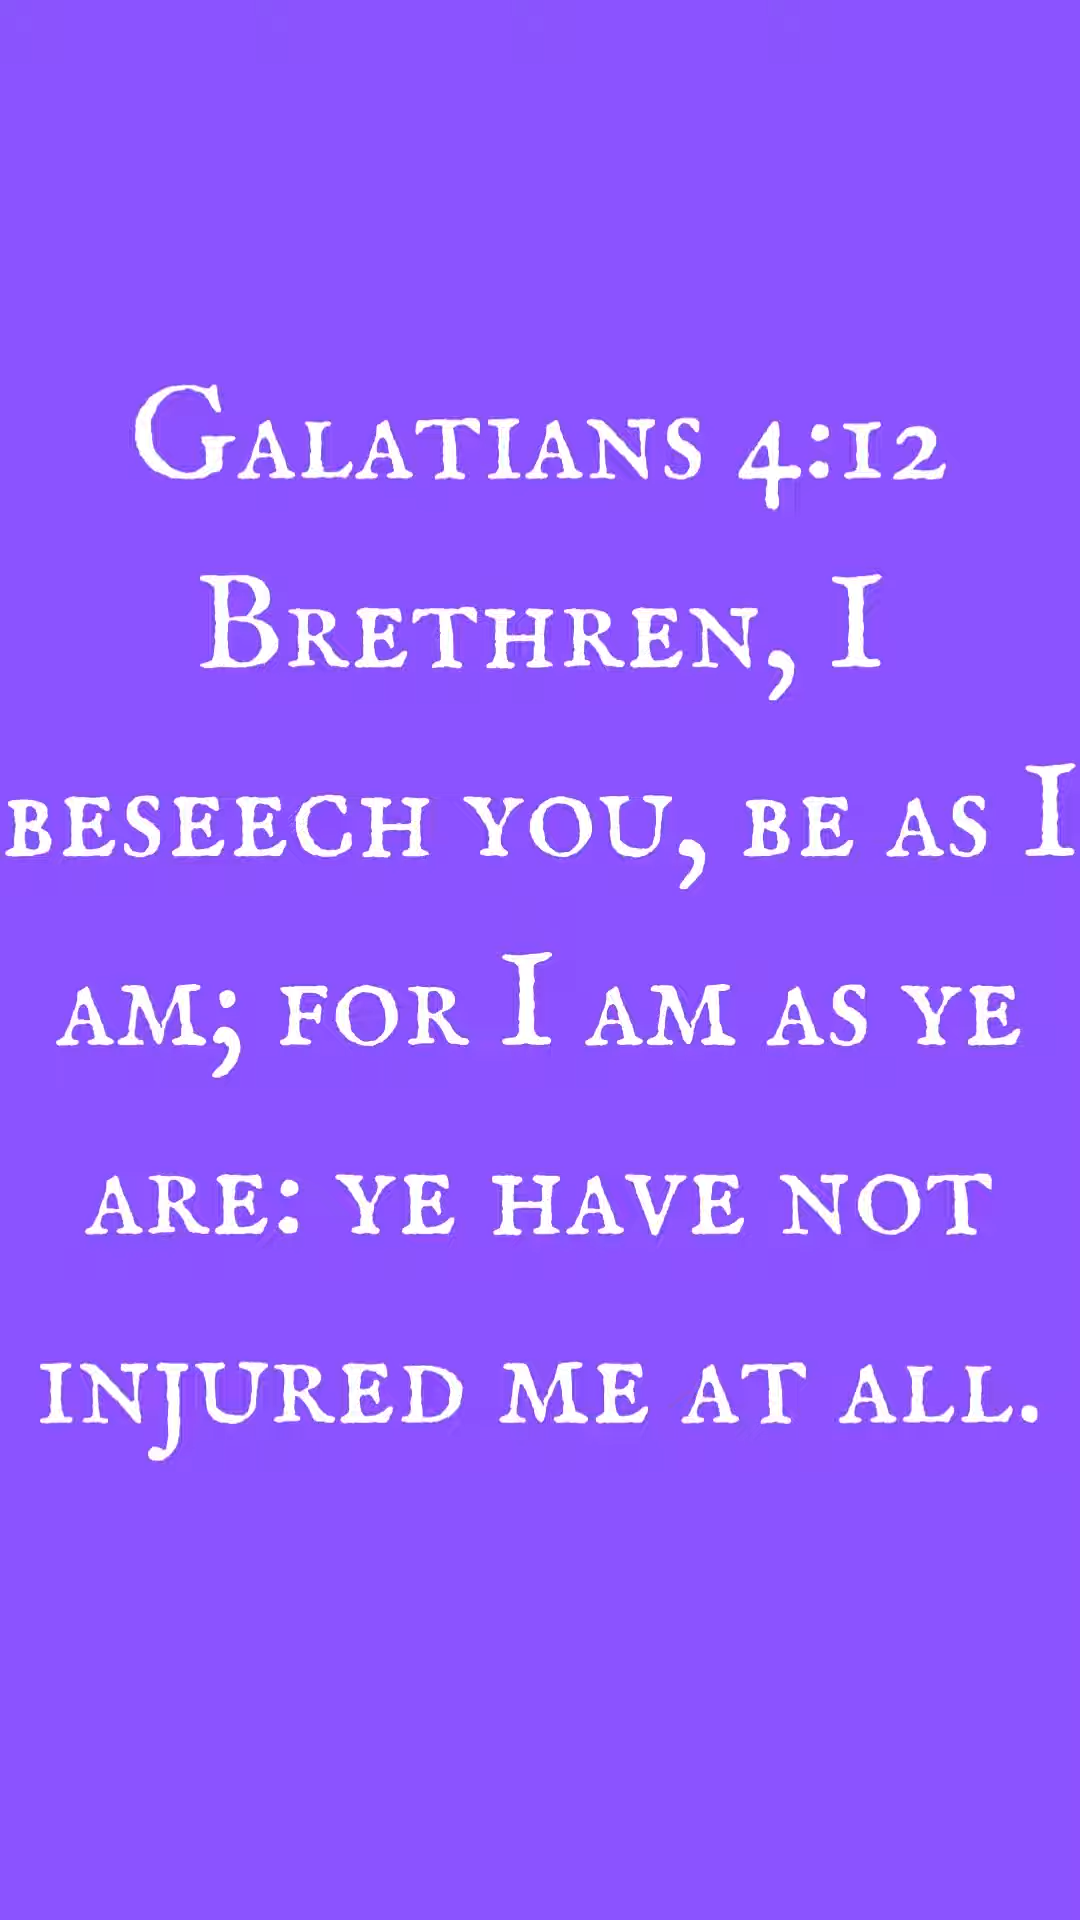 Galatians 4:12
Brethren, I
beseech you, be as I
am; for I am as ye
are: ye have not
injured me at all.